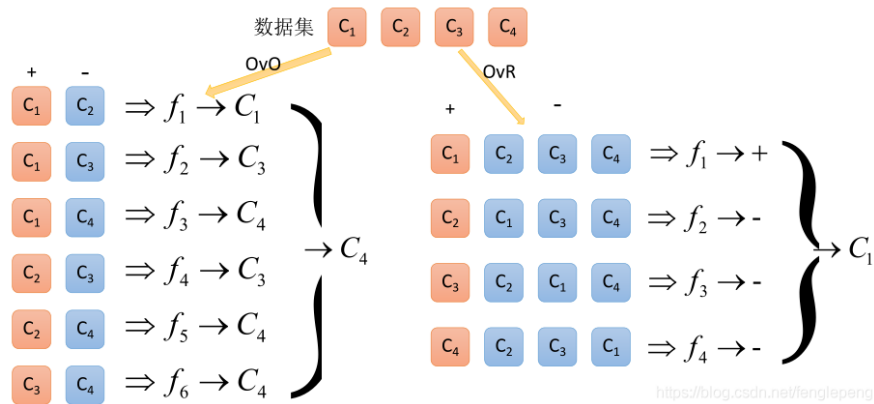 数据集 C1 C2 C3 C4
OvO
+ -
C1 C2 ⇒ f1 → C1
C1 C3 ⇒ f2 → C3
C1 C4 ⇒ f3 → C4
C2 C3 ⇒ f4 → C3
C2 C4 ⇒ f5 → C4
C3 C4 ⇒ f6 → C4
→ C4
OvR
+ -
C1 C2 C3 C4 ⇒ f1 → +
C2 C1 C3 C4 ⇒ f2 → -
C3 C2 C1 C4 ⇒ f3 → -
C4 C2 C3 C1 ⇒ f4 → -
→ C1
https://blog.csdn.net/fenglepeng